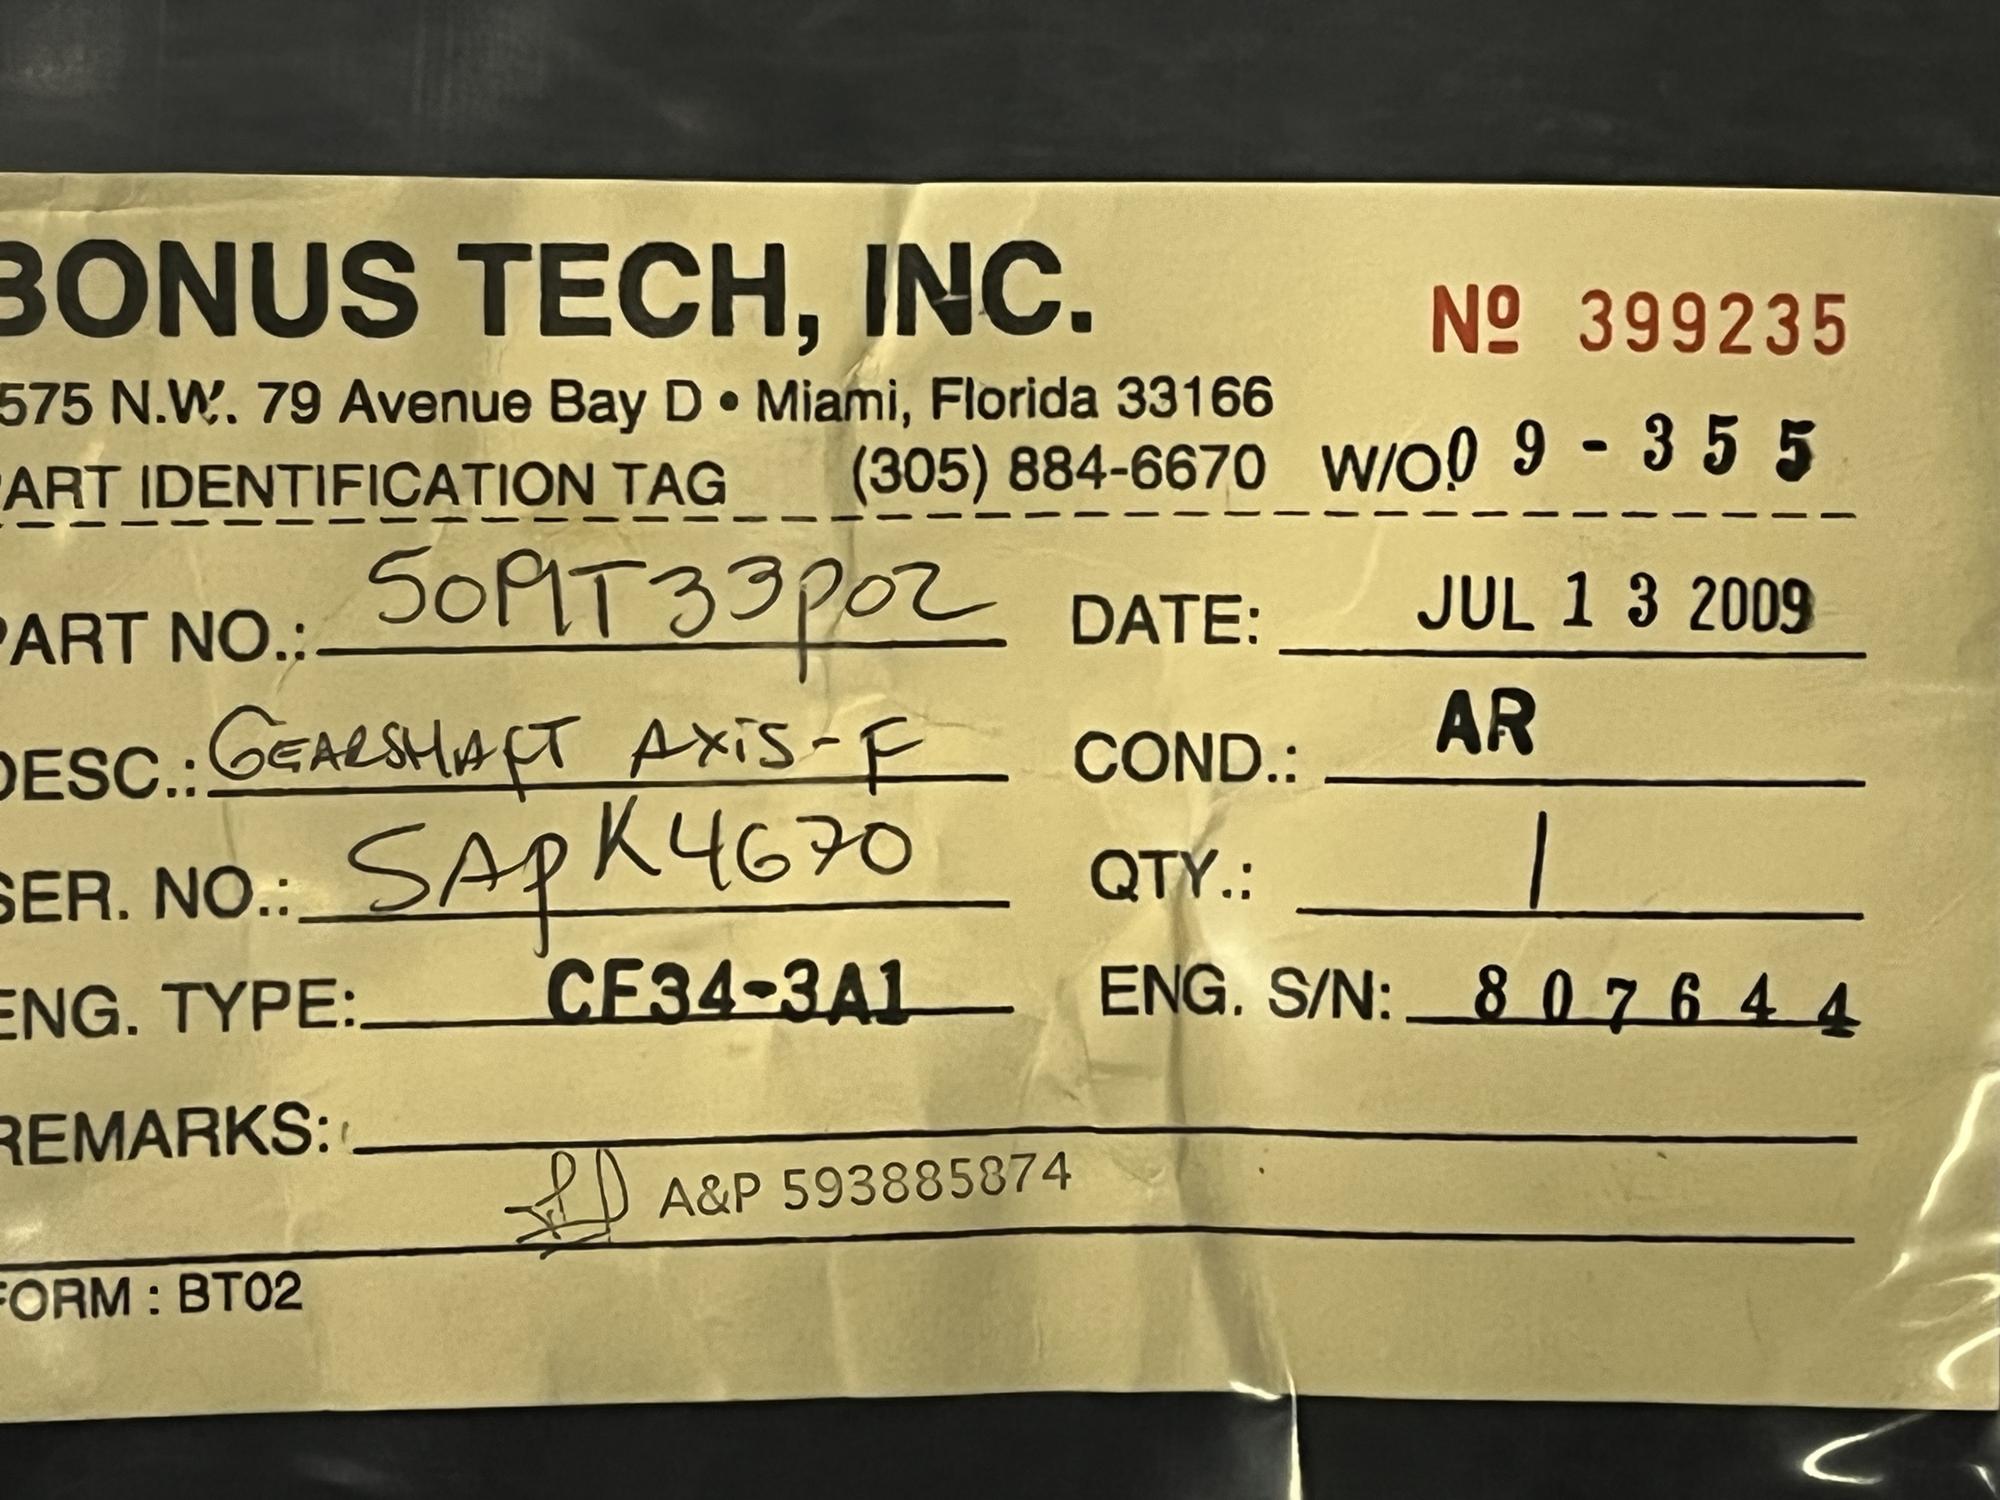 BONUS TECH, INC.
Nº 399235
575 N.W. 79 Avenue Bay D • Miami, Florida 33166
ART IDENTIFICATION TAG (305) 884-6670 W/O. 09-355
PART NO.: 5091T33P02 DATE: JUL 13 2009
DESC.: GEARSHAFT AXIS-F COND.: AR
SER. NO.: SAPK4670 QTY.: 1
ENG. TYPE: CF34-3A1 ENG. S/N: 807644
REMARKS:
A&P 593885874
FORM : BT02